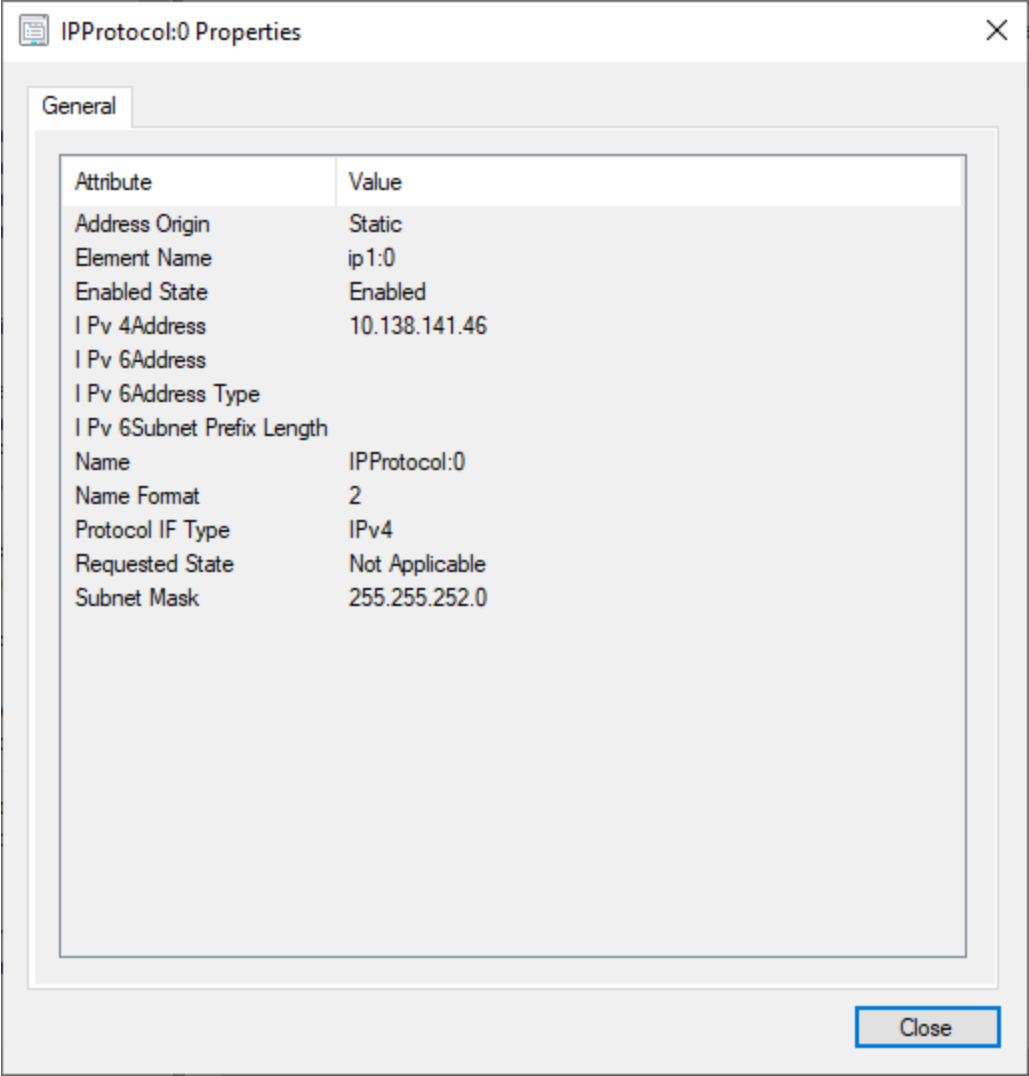 IPProtocol:0 Properties
General
Attribute Value
Address Origin Static
Element Name ip1:0
Enabled State Enabled
I Pv 4Address 10.138.141.46
I Pv 6Address
I Pv 6Address Type
I Pv 6Subnet Prefix Length
Name IPProtocol:0
Name Format 2
Protocol IF Type IPv4
Requested State Not Applicable
Subnet Mask 255.255.252.0
Close